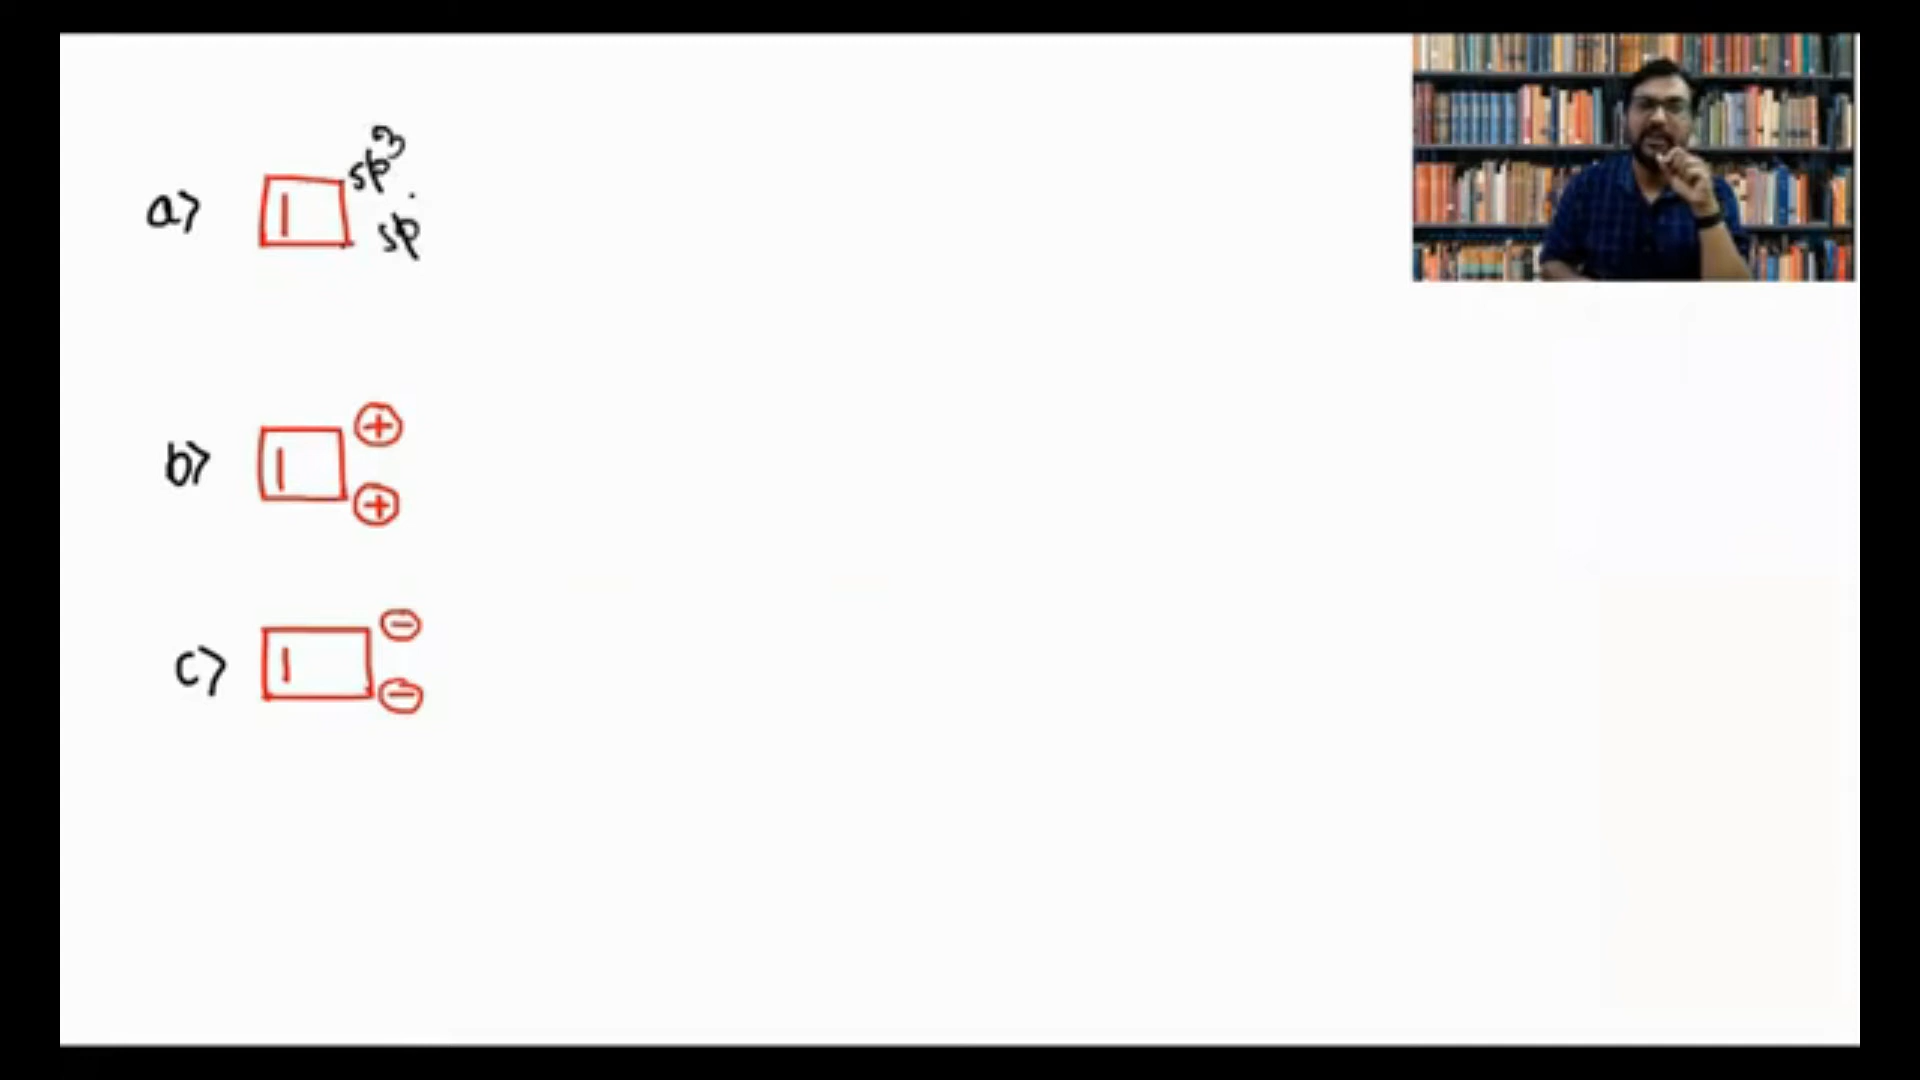 a> sp³
sp
b> ⊕
⊕
c> ⊖
⊖